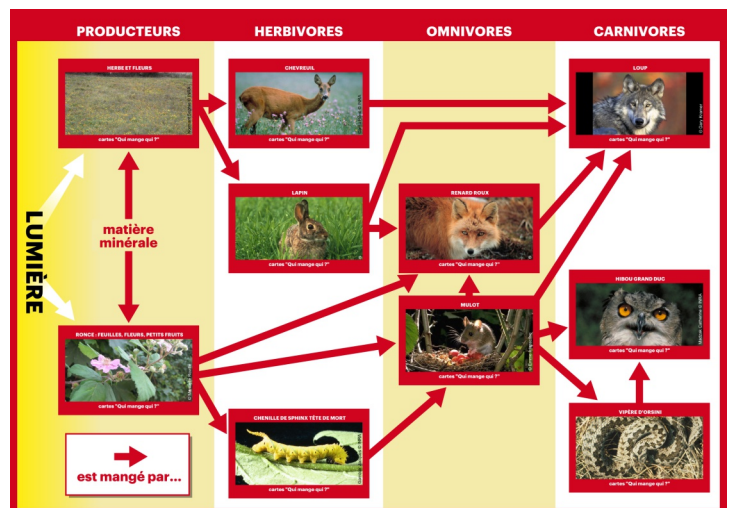 PRODUCTEURS
HERBIVORES
OMNIVORES
CARNIVORES
HERBE ET FLEURS
cartes "Qui mange qui ?"
CHEVREUIL
cartes "Qui mange qui ?"
LOUP
cartes "Qui mange qui ?"
LAPIN
cartes "Qui mange qui ?"
RENARD ROUX
cartes "Qui mange qui ?"
LUMIÈRE
matière
minérale
RONCE : FEUILLES, FLEURS, PETITS FRUITS
cartes "Qui mange qui ?"
MULOT
cartes "Qui mange qui ?"
HIBOU GRAND DUC
cartes "Qui mange qui ?"
CHENILLE DE SPHINX TÊTE DE MORT
cartes "Qui mange qui ?"
VIPÈRE D'ORSINI
cartes "Qui mange qui ?"
est mangé par...